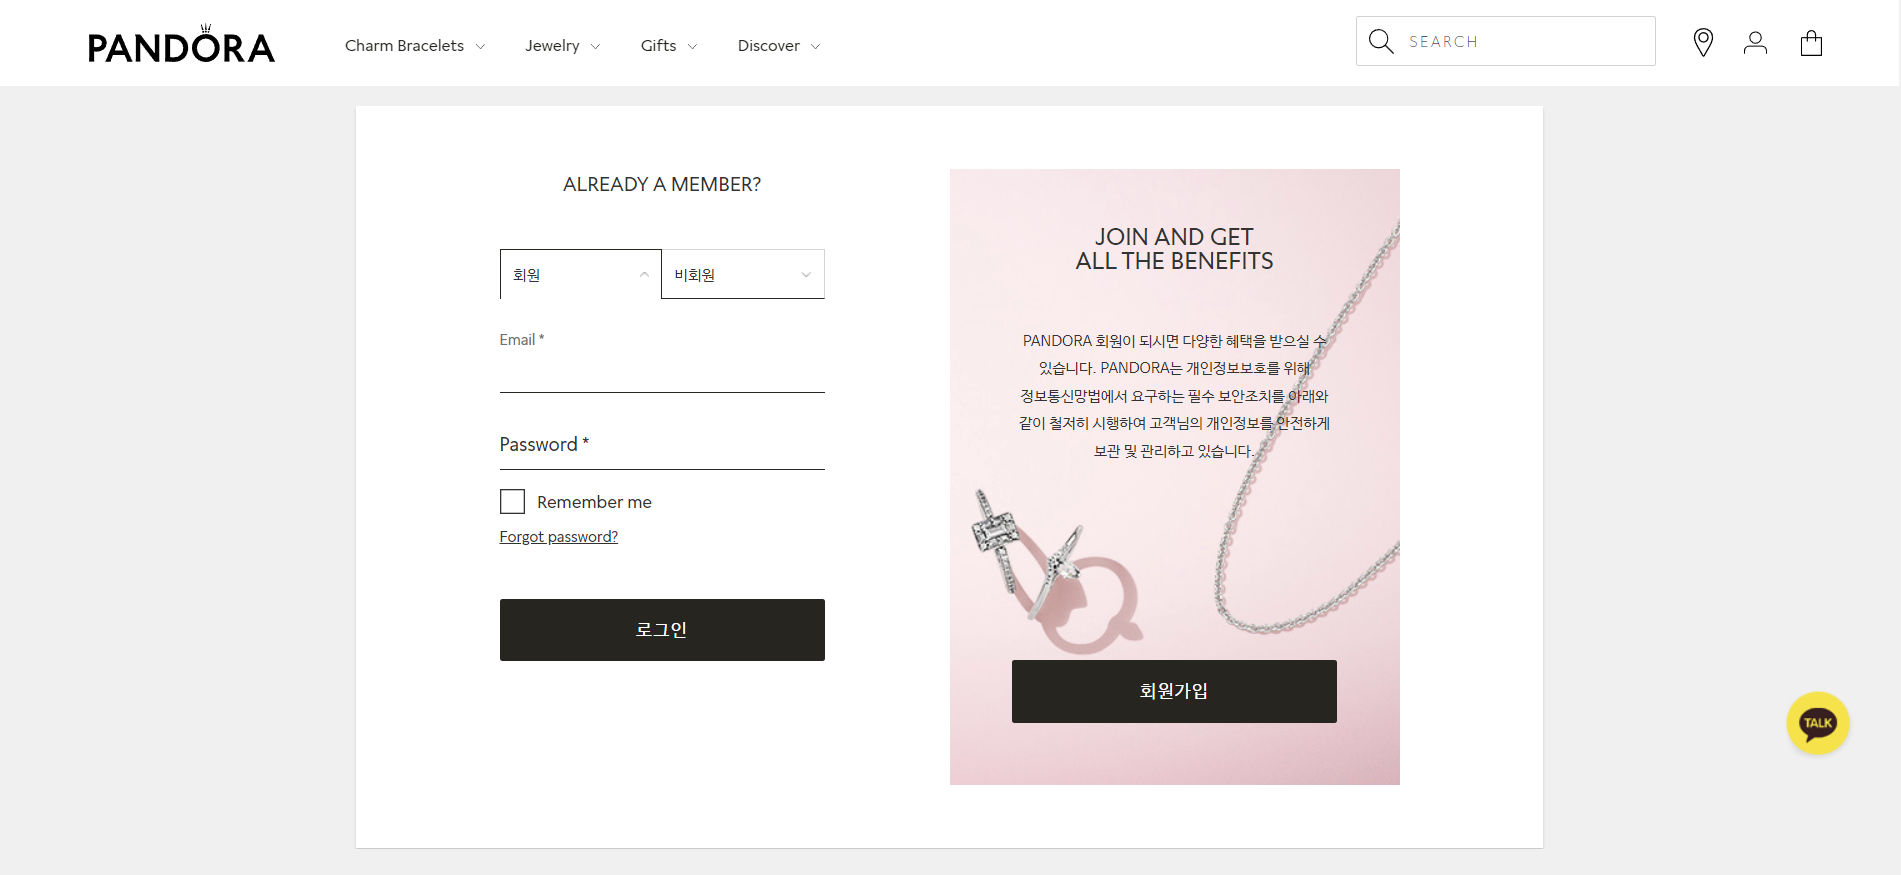 PANDORA
Charm Bracelets
Jewelry
Gifts
Discover
SEARCH
ALREADY A MEMBER?
회원
비회원
Email *
Password *
Remember me
Forgot password?
로그인
JOIN AND GET
ALL THE BENEFITS
PANDORA 회원이 되시면 다양한 혜택을 받으실 수
있습니다. PANDORA는 개인정보보호를 위해
정보통신망법에서 요구하는 필수 보안조치를 아래와
같이 철저히 시행하여 고객님의 개인정보를 안전하게
보관 및 관리하고 있습니다.
회원가입
TALK